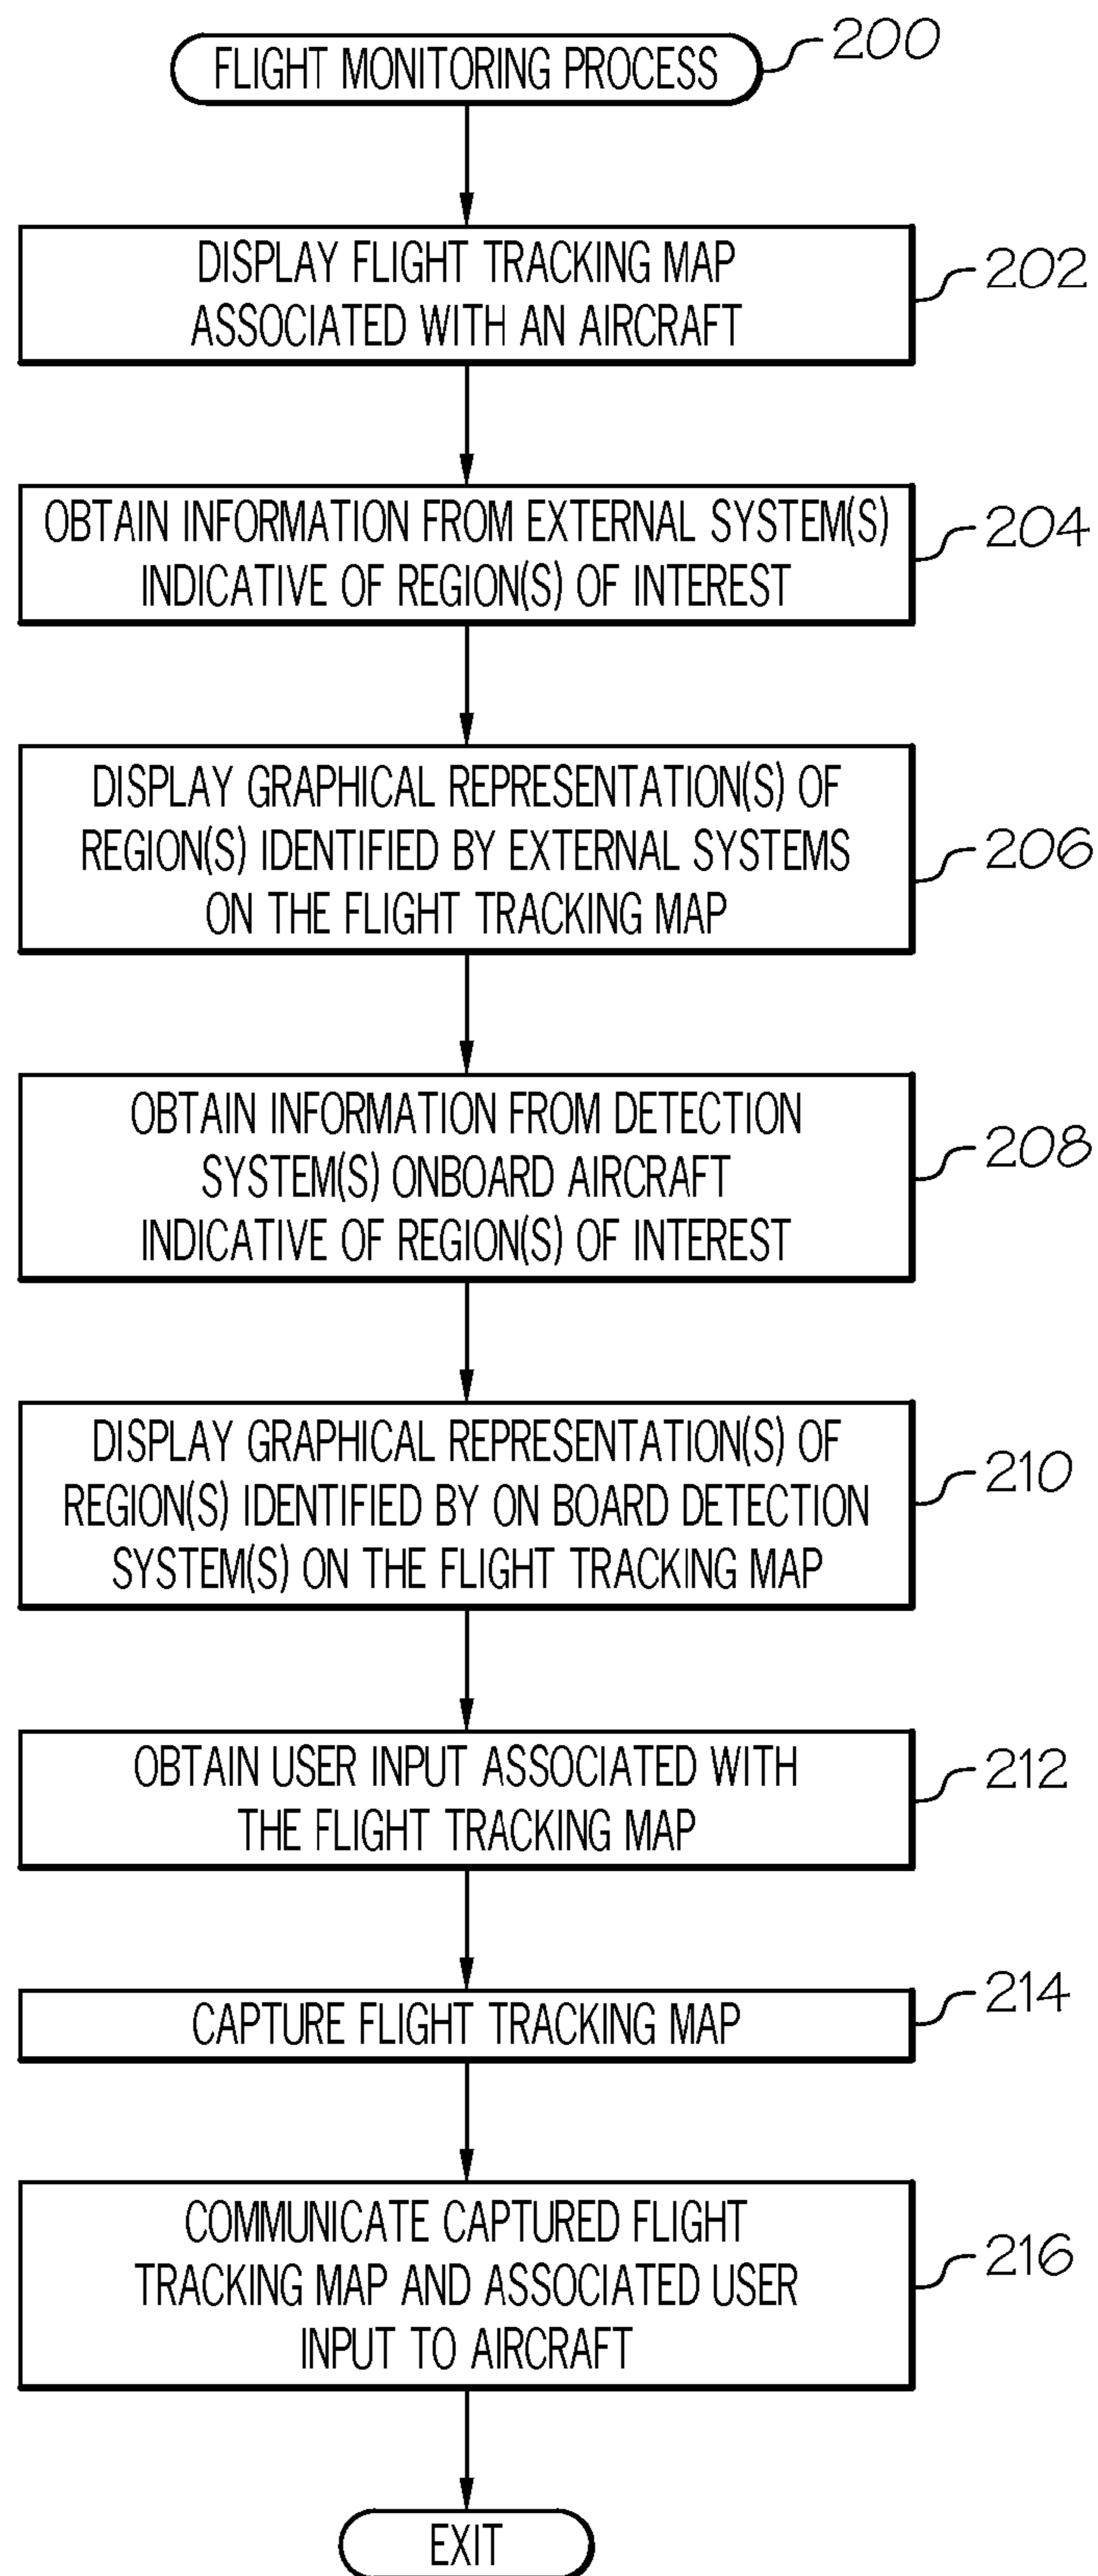 FLIGHT MONITORING PROCESS
200
DISPLAY FLIGHT TRACKING MAP
ASSOCIATED WITH AN AIRCRAFT
202
OBTAIN INFORMATION FROM EXTERNAL SYSTEM(S)
INDICATIVE OF REGION(S) OF INTEREST
204
DISPLAY GRAPHICAL REPRESENTATION(S) OF
REGION(S) IDENTIFIED BY EXTERNAL SYSTEMS
ON THE FLIGHT TRACKING MAP
206
OBTAIN INFORMATION FROM DETECTION
SYSTEM(S) ONBOARD AIRCRAFT
INDICATIVE OF REGION(S) OF INTEREST
208
DISPLAY GRAPHICAL REPRESENTATION(S) OF
REGION(S) IDENTIFIED BY ON BOARD DETECTION
SYSTEM(S) ON THE FLIGHT TRACKING MAP
210
OBTAIN USER INPUT ASSOCIATED WITH
THE FLIGHT TRACKING MAP
212
CAPTURE FLIGHT TRACKING MAP
214
COMMUNICATE CAPTURED FLIGHT
TRACKING MAP AND ASSOCIATED USER
INPUT TO AIRCRAFT
216
EXIT